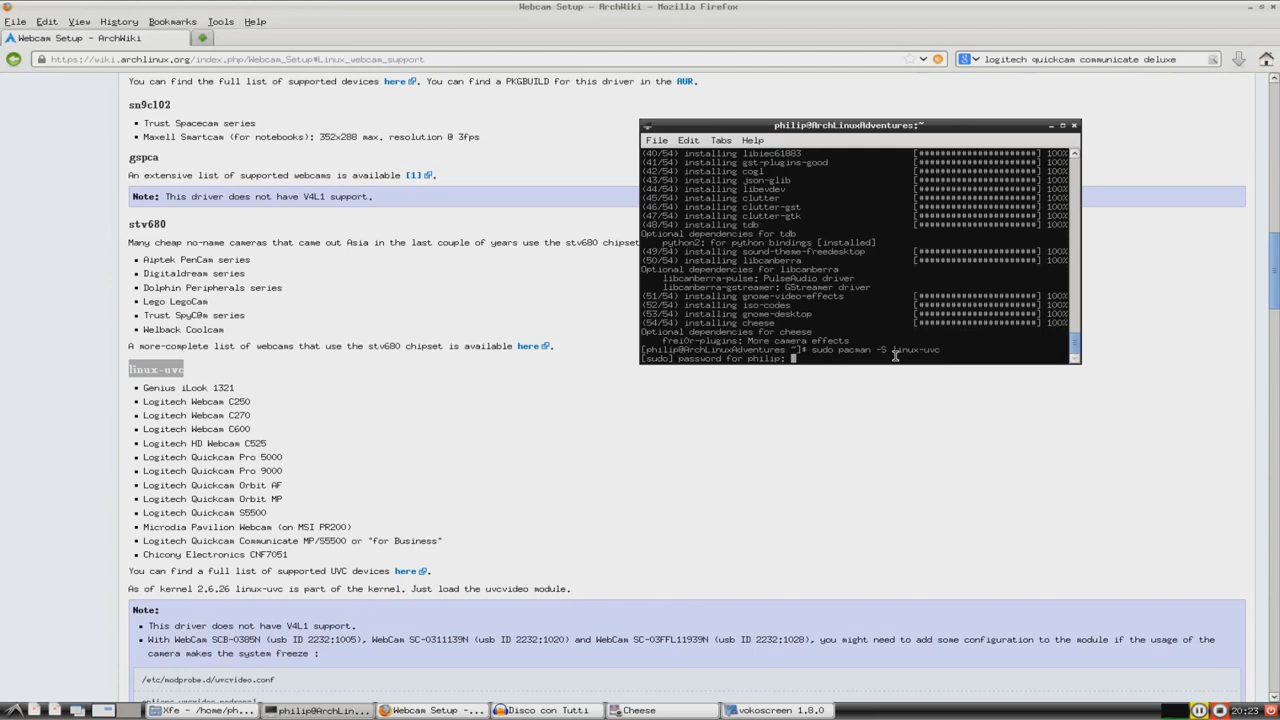 Webcam Setup - ArchWiki - Mozilla Firefox
File Edit View History Bookmarks Tools Help
Webcam Setup - ArchWiki
https://wiki.archlinux.org/index.php/Webcam_Setup#Linux_webcam_support
logitech quickcam communicate deluxe
You can find the full list of supported devices here. You can find a PKGBUILD for this driver in the AUR.
sn9c102
Trust Spacecam series
Maxell Smartcam (for notebooks): 352x288 max. resolution @ 3fps
gspca
An extensive list of supported webcams is available [1].
Note: This driver does not have V4L1 support.
stv680
Many cheap no-name cameras that came out Asia in the last couple of years use the stv680 chipset
Aiptek PenCam series
Digitaldream series
Dolphin Peripherals series
Lego LegoCam
Trust SpyC@m series
Welback Coolcam
A more-complete list of webcams that use the stv680 chipset is available here.
linux-uvc
Genius iLook 1321
Logitech Webcam C250
Logitech Webcam C270
Logitech Webcam C600
Logitech HD Webcam C525
Logitech Quickcam Pro 5000
Logitech Quickcam Pro 9000
Logitech Quickcam Orbit AF
Logitech Quickcam Orbit MP
Logitech Quickcam S5500
Microdia Pavilion Webcam (on MSI PR200)
Logitech Quickcam Communicate MP/S5500 or "for Business"
Chicony Electronics CNF7051
You can find a full list of supported UVC devices here.
As of kernel 2.6.26 linux-uvc is part of the kernel. Just load the uvcvideo module.
Note:
This driver does not have V4L1 support.
With WebCam SCB-0385N (usb ID 2232:1005), WebCam SC-0311139N (usb ID 2232:1020) and WebCam SC-03FFL11939N (usb ID 2232:1028), you might need to add some configuration to the module if the usage of the
camera makes the system freeze :
/etc/modprobe.d/uvcvideo.conf
philip@ArchLinuxAdventures:~
File Edit Tabs Help
(40/54) installing libiec61883 [######################] 100%
(41/54) installing gst-plugins-good [######################] 100%
(42/54) installing cogl [######################] 100%
(43/54) installing json-glib [######################] 100%
(44/54) installing libevdev [######################] 100%
(45/54) installing clutter [######################] 100%
(46/54) installing clutter-gst [######################] 100%
(47/54) installing clutter-gtk [######################] 100%
(48/54) installing tdb [######################] 100%
Optional dependencies for tdb
python2: for python bindings [installed]
(49/54) installing sound-theme-freedesktop [######################] 100%
(50/54) installing libcanberra [######################] 100%
Optional dependencies for libcanberra
libcanberra-pulse: PulseAudio driver
libcanberra-gstreamer: GStreamer driver
(51/54) installing gnome-video-effects [######################] 100%
(52/54) installing iso-codes [######################] 100%
(53/54) installing gnome-desktop [######################] 100%
(54/54) installing cheese [######################] 100%
Optional dependencies for cheese
frei0r-plugins: More camera effects
[philip@ArchLinuxAdventures ~]$ sudo pacman -S linux-uvc
[sudo] password for philip:
Xfe - /home/ph...
philip@ArchLin...
Webcam Setup -...
Disco con Tutti
Cheese
vokoscreen 1.8.0
20:23